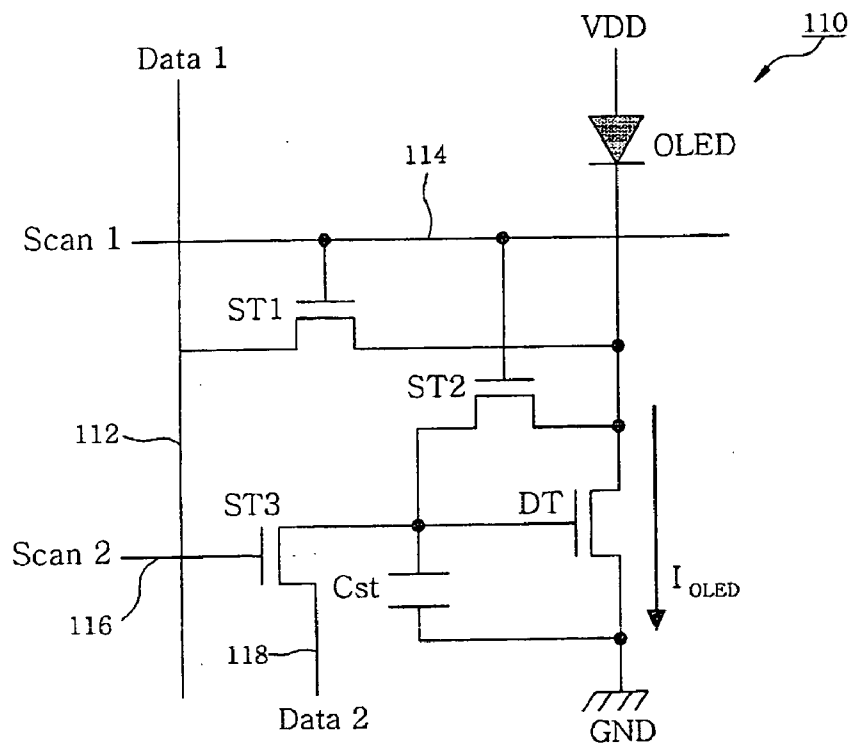 110
VDD
Data 1
OLED
114
Scan 1
ST1
ST2
112
ST3
DT
Scan 2
Cst
I OLED
116
118
Data 2
GND